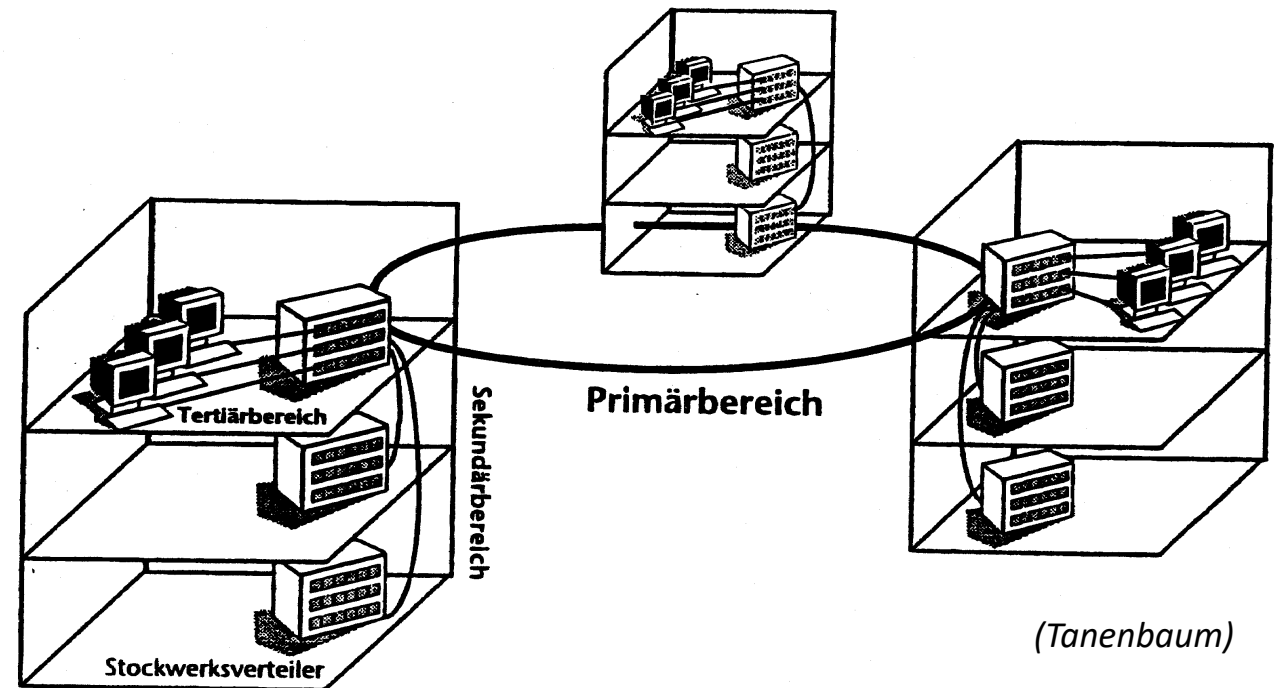 Tertiärbereich
Sekundärbereich
Primärbereich
Stockwerksverteiler
(Tanenbaum)